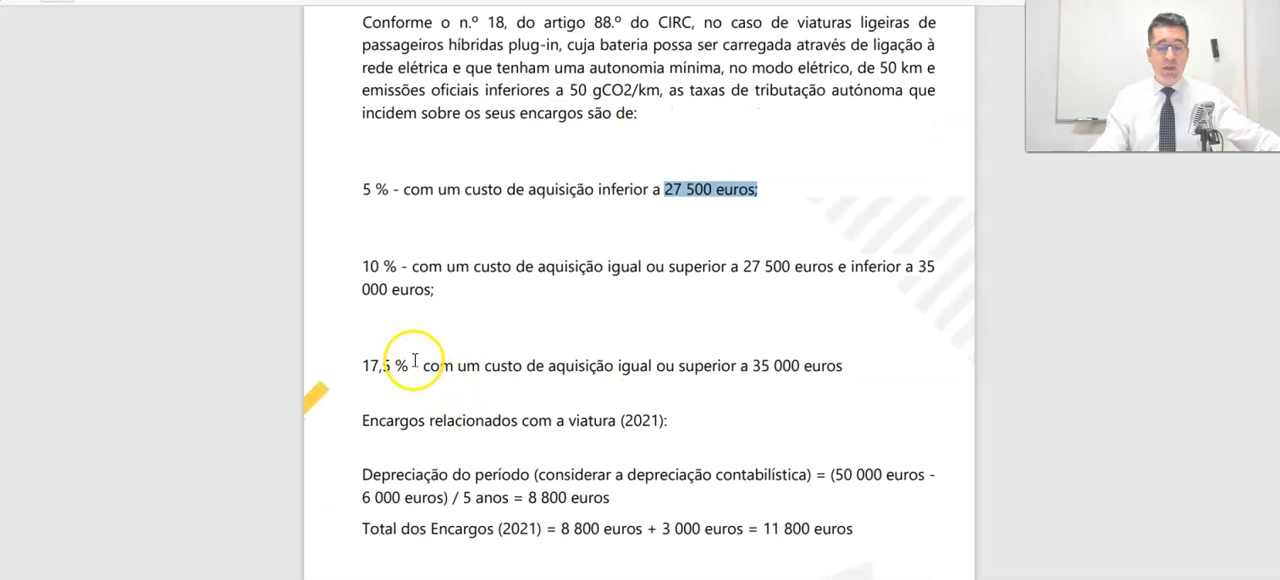 Conforme o n.º 18, do artigo 88.º do CIRC, no caso de viaturas ligeiras de
passageiros híbridas plug-in, cuja bateria possa ser carregada através de ligação à
rede elétrica e que tenham uma autonomia mínima, no modo elétrico, de 50 km e
emissões oficiais inferiores a 50 gCO2/km, as taxas de tributação autónoma que
incidem sobre os seus encargos são de:
5 % - com um custo de aquisição inferior a 27 500 euros;
10 % - com um custo de aquisição igual ou superior a 27 500 euros e inferior a 35
000 euros;
17,5 % - com um custo de aquisição igual ou superior a 35 000 euros
Encargos relacionados com a viatura (2021):
Depreciação do período (considerar a depreciação contabilística) = (50 000 euros -
6 000 euros) / 5 anos = 8 800 euros
Total dos Encargos (2021) = 8 800 euros + 3 000 euros = 11 800 euros